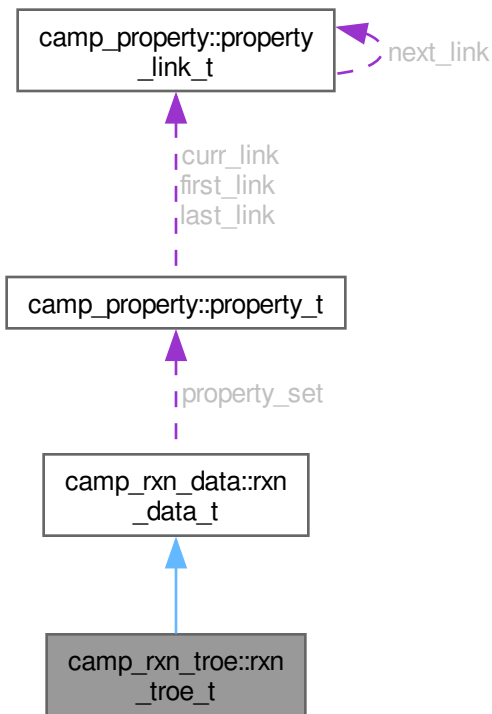 camp_property::property
_link_t
next_link
curr_link
first_link
last_link
camp_property::property_t
property_set
camp_rxn_data::rxn
_data_t
camp_rxn_troe::rxn
_troe_t